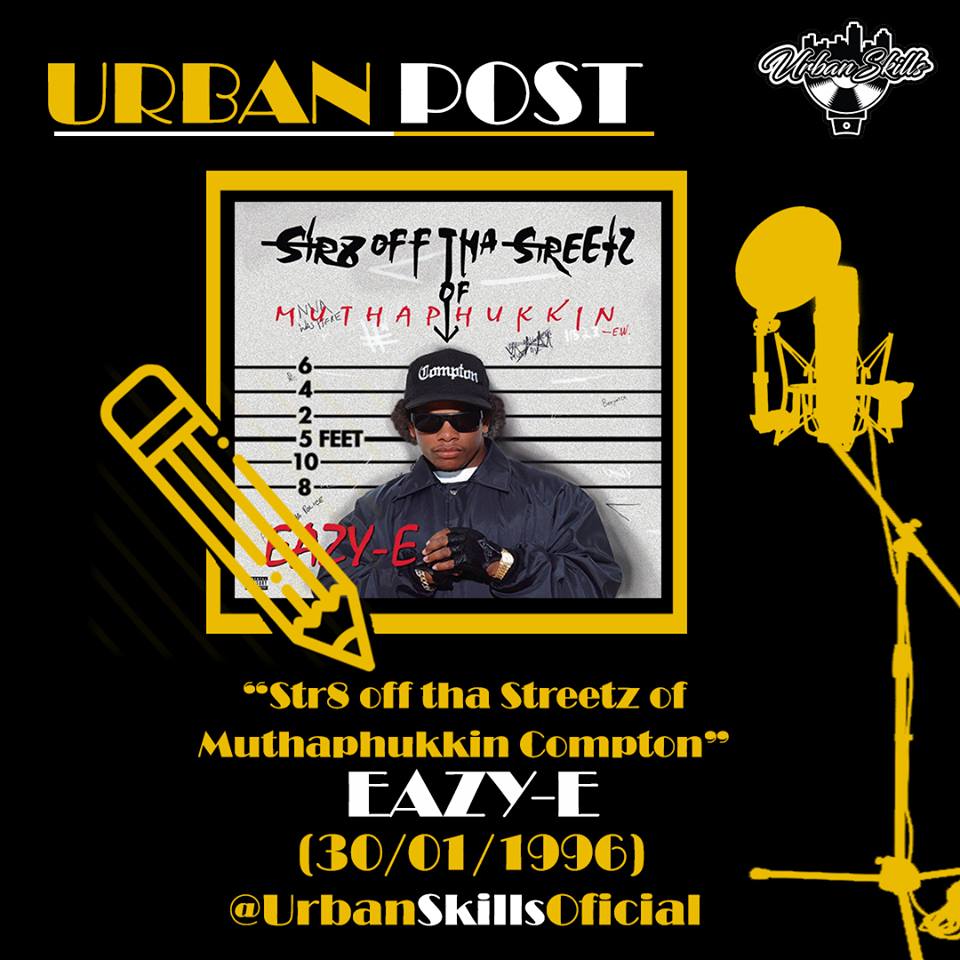 URBAN POST
Urban Skills
STR8 OFF THA STREETZ
OF
MUTHAPHUKKIN
NWA
-E.W.
Compton
6
4
2
5 FEET
10
8
EAZY-E
“Str8 off tha Streetz of
Muthaphukkin Compton”
EAZY-E
(30/01/1996)
@UrbanSkillsOficial